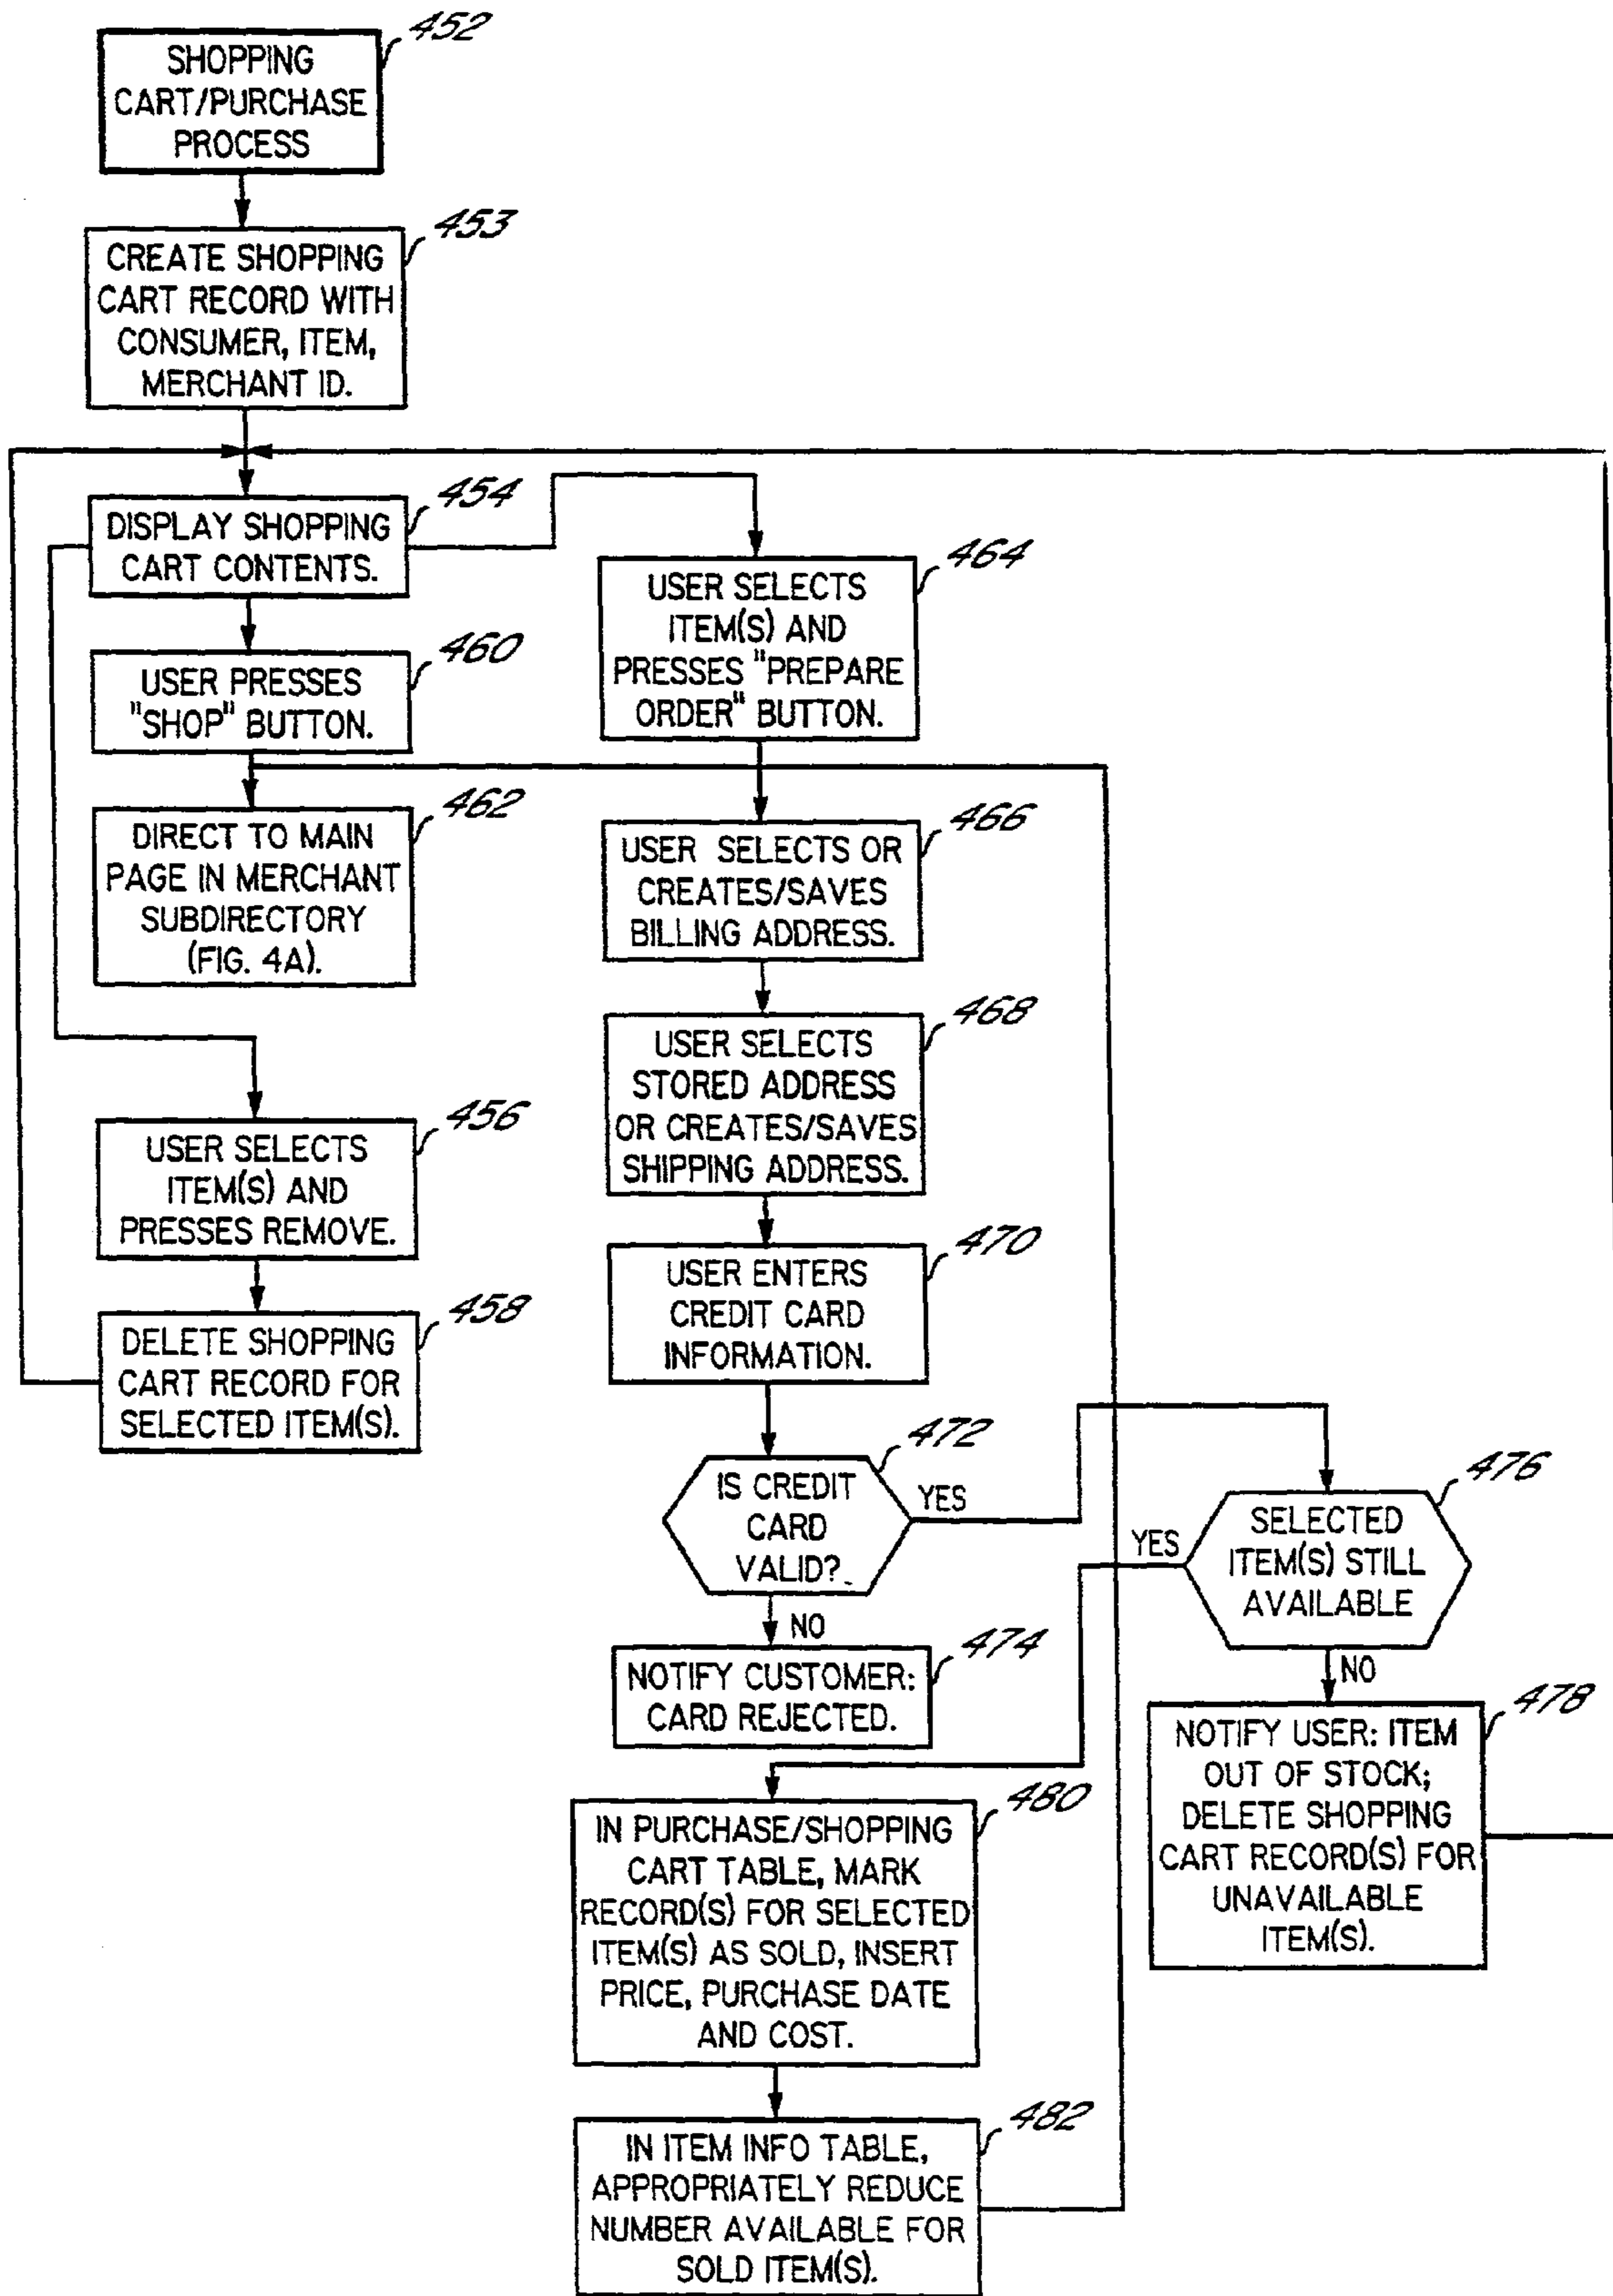 452
SHOPPING
CART/PURCHASE
PROCESS
453
CREATE SHOPPING
CART RECORD WITH
CONSUMER, ITEM,
MERCHANT ID.
454
DISPLAY SHOPPING
CART CONTENTS.
460
USER PRESSES
"SHOP" BUTTON.
462
DIRECT TO MAIN
PAGE IN MERCHANT
SUBDIRECTORY
(FIG. 4A).
456
USER SELECTS
ITEM(S) AND
PRESSES REMOVE.
458
DELETE SHOPPING
CART RECORD FOR
SELECTED ITEM(S).
464
USER SELECTS
ITEM(S) AND
PRESSES "PREPARE
ORDER" BUTTON.
466
USER SELECTS OR
CREATES/SAVES
BILLING ADDRESS.
468
USER SELECTS
STORED ADDRESS
OR CREATES/SAVES
SHIPPING ADDRESS.
470
USER ENTERS
CREDIT CARD
INFORMATION.
472
IS CREDIT
CARD
VALID?
YES
NO
474
NOTIFY CUSTOMER:
CARD REJECTED.
476
SELECTED
ITEM(S) STILL
AVAILABLE
YES
NO
478
NOTIFY USER: ITEM
OUT OF STOCK;
DELETE SHOPPING
CART RECORD(S) FOR
UNAVAILABLE
ITEM(S).
480
IN PURCHASE/SHOPPING
CART TABLE, MARK
RECORD(S) FOR SELECTED
ITEM(S) AS SOLD, INSERT
PRICE, PURCHASE DATE
AND COST.
482
IN ITEM INFO TABLE,
APPROPRIATELY REDUCE
NUMBER AVAILABLE FOR
SOLD ITEM(S).